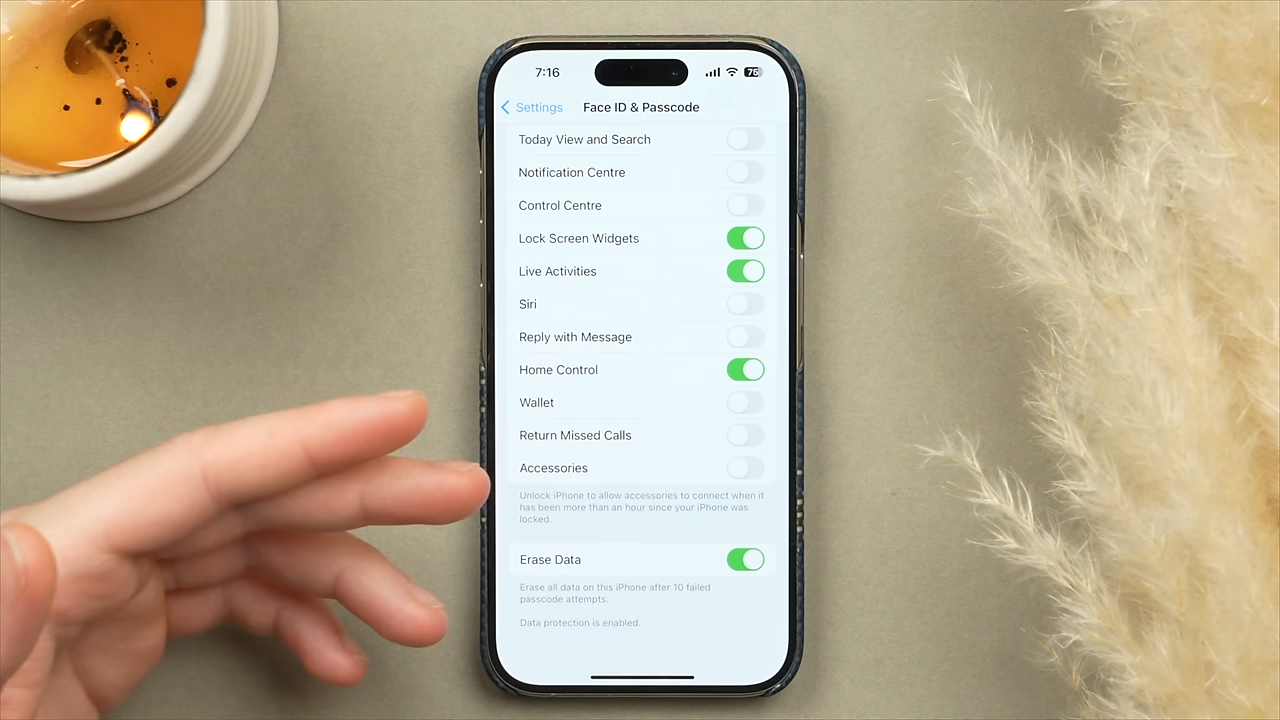 7:16
75
Settings
Face ID & Passcode
Today View and Search
Notification Centre
Control Centre
Lock Screen Widgets
Live Activities
Siri
Reply with Message
Home Control
Wallet
Return Missed Calls
Accessories
Unlock iPhone to allow accessories to connect when it
has been more than an hour since your iPhone was
locked.
Erase Data
Erase all data on this iPhone after 10 failed
passcode attempts.
Data protection is enabled.